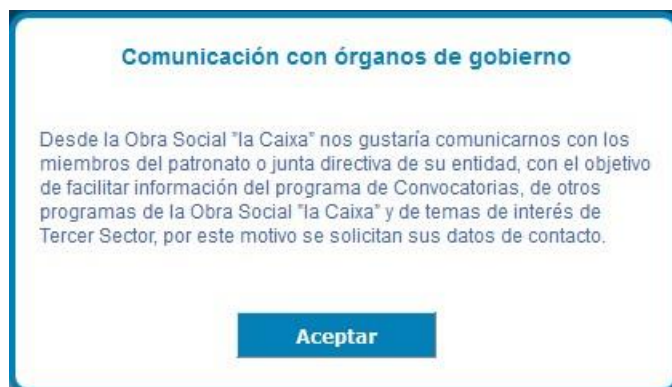 Comunicación con órganos de gobierno
Desde la Obra Social "la Caixa" nos gustaría comunicarnos con los
miembros del patronato o junta directiva de su entidad, con el objetivo
de facilitar información del programa de Convocatorias, de otros
programas de la Obra Social "la Caixa" y de temas de interés de
Tercer Sector, por este motivo se solicitan sus datos de contacto.
Aceptar